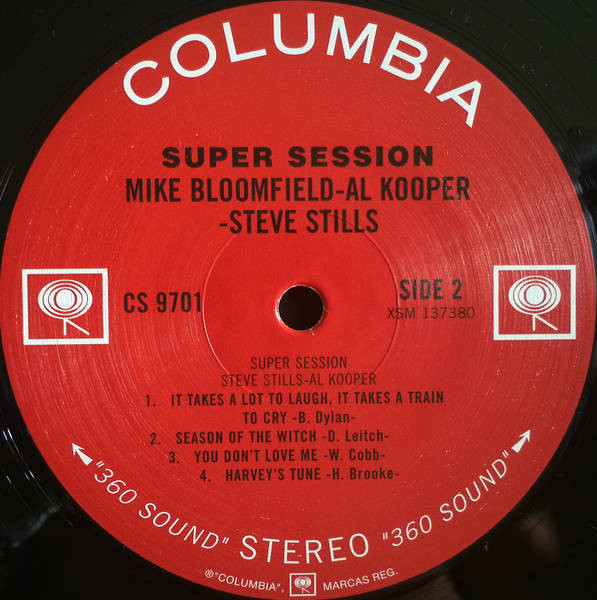 COLUMBIA
SUPER SESSION
MIKE BLOOMFIELD-AL KOOPER
-STEVE STILLS
CS 9701
SIDE 2
XSM 137380
SUPER SESSION
STEVE STILLS-AL KOOPER
1. IT TAKES A LOT TO LAUGH, IT TAKES A TRAIN
TO CRY -B. Dylan-
2. SEASON OF THE WITCH -D. Leitch-
3. YOU DON'T LOVE ME -W. Cobb-
4. HARVEY'S TUNE -H. Brooke-
"360 SOUND" STEREO "360 SOUND"
®"COLUMBIA", MARCAS REG.